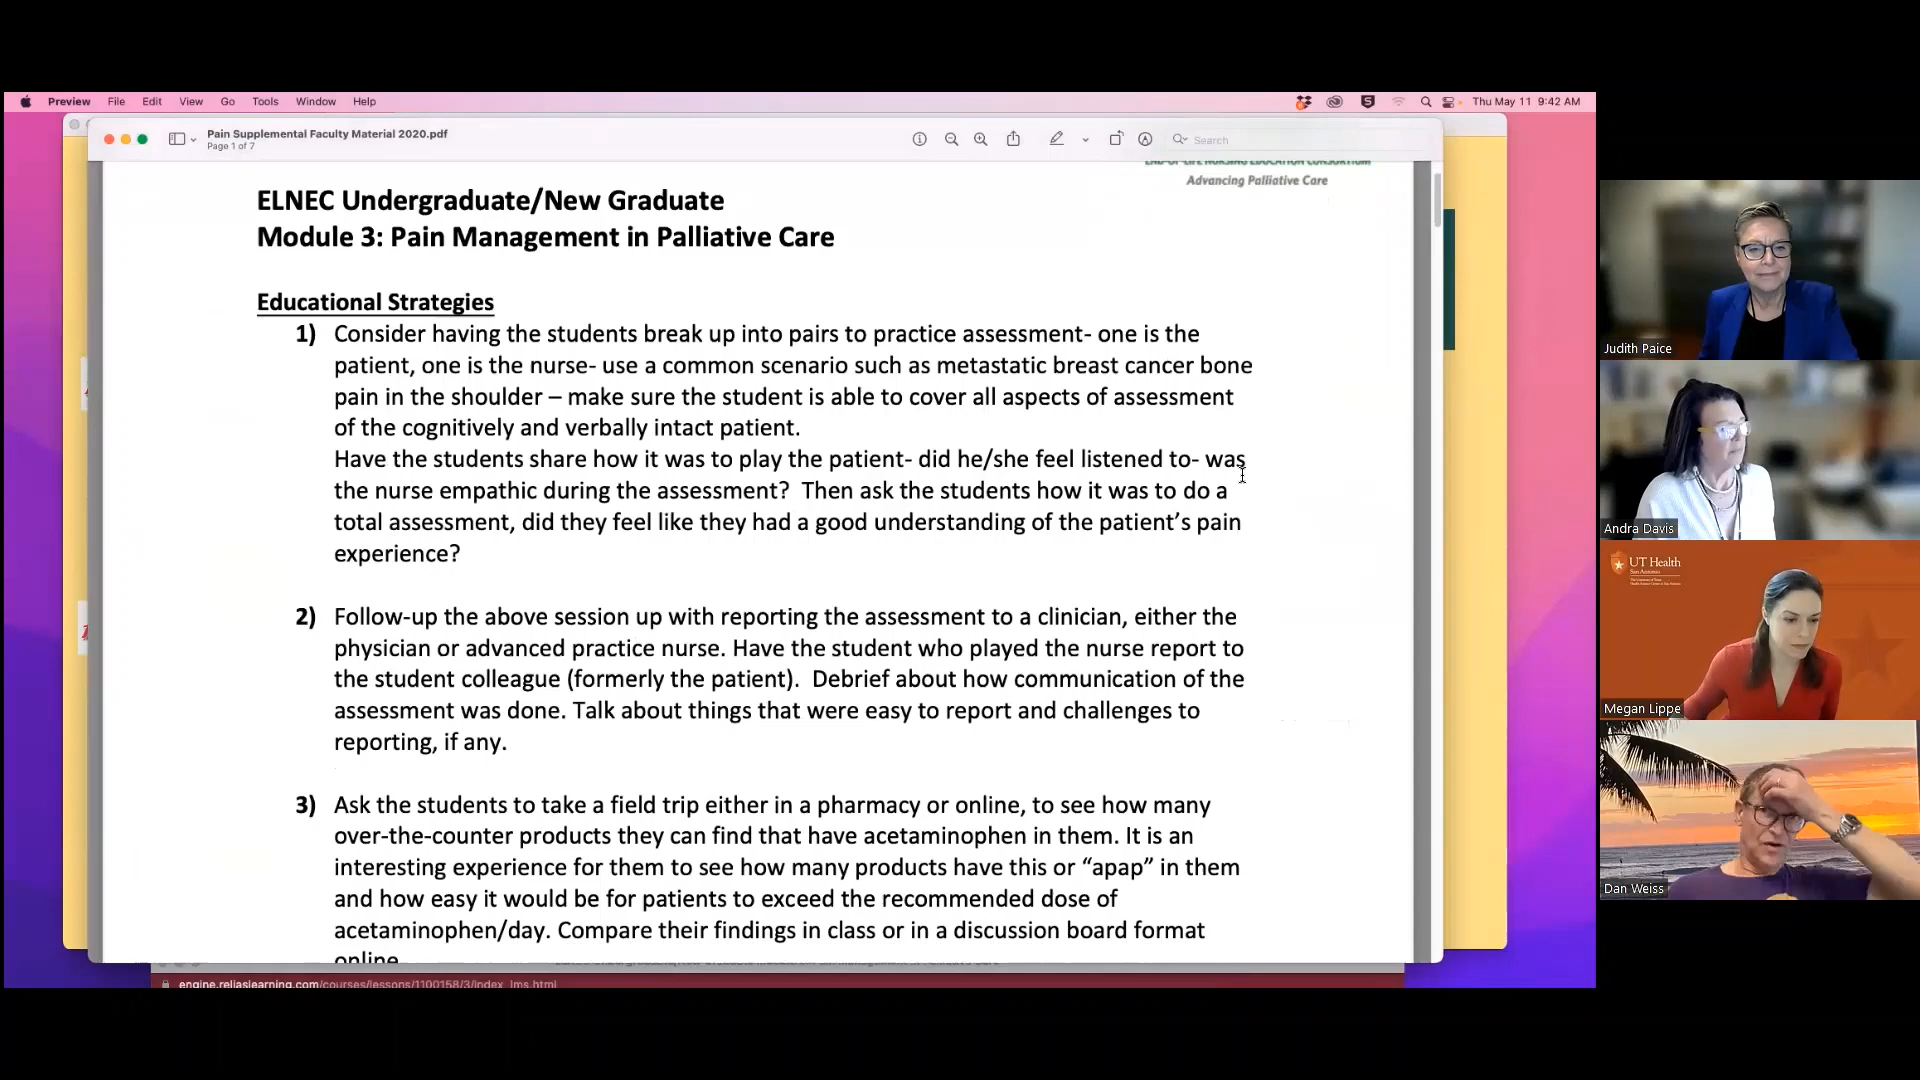 Preview File Edit View Go Tools Window Help
Thu May 11 9:42 AM
Pain Supplemental Faculty Material 2020.pdf
Page 1 of 7
Search
END-OF-LIFE NURSING EDUCATION CONSORTIUM
Advancing Palliative Care
ELNEC Undergraduate/New Graduate
Module 3: Pain Management in Palliative Care
Educational Strategies
1) Consider having the students break up into pairs to practice assessment- one is the
patient, one is the nurse- use a common scenario such as metastatic breast cancer bone
pain in the shoulder – make sure the student is able to cover all aspects of assessment
of the cognitively and verbally intact patient.
Have the students share how it was to play the patient- did he/she feel listened to- was
the nurse empathic during the assessment? Then ask the students how it was to do a
total assessment, did they feel like they had a good understanding of the patient’s pain
experience?
2) Follow-up the above session up with reporting the assessment to a clinician, either the
physician or advanced practice nurse. Have the student who played the nurse report to
the student colleague (formerly the patient). Debrief about how communication of the
assessment was done. Talk about things that were easy to report and challenges to
reporting, if any.
3) Ask the students to take a field trip either in a pharmacy or online, to see how many
over-the-counter products they can find that have acetaminophen in them. It is an
interesting experience for them to see how many products have this or “apap” in them
and how easy it would be for patients to exceed the recommended dose of
acetaminophen/day. Compare their findings in class or in a discussion board format
online
engine.reliaslearning.com/courses/lessons/1100158/3/index_lms.html
Judith Paice
Andra Davis
UT Health
San Antonio
Megan Lippe
Dan Weiss